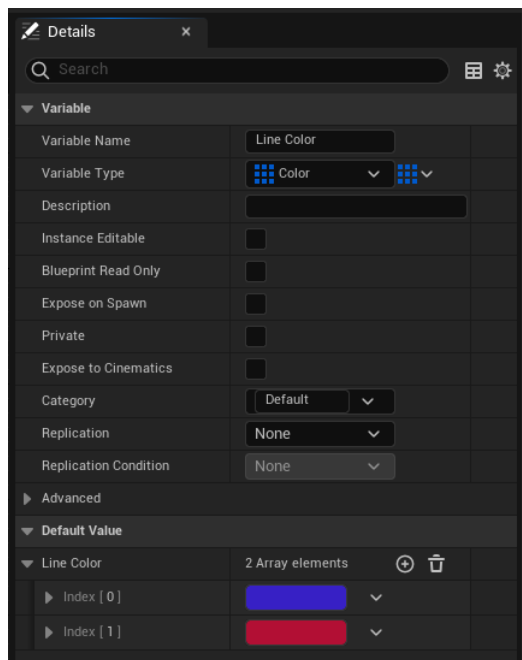 Details
Search
Variable
Variable Name Line Color
Variable Type Color
Description
Instance Editable
Blueprint Read Only
Expose on Spawn
Private
Expose to Cinematics
Category Default
Replication None
Replication Condition None
Advanced
Default Value
Line Color 2 Array elements
Index [ 0 ]
Index [ 1 ]